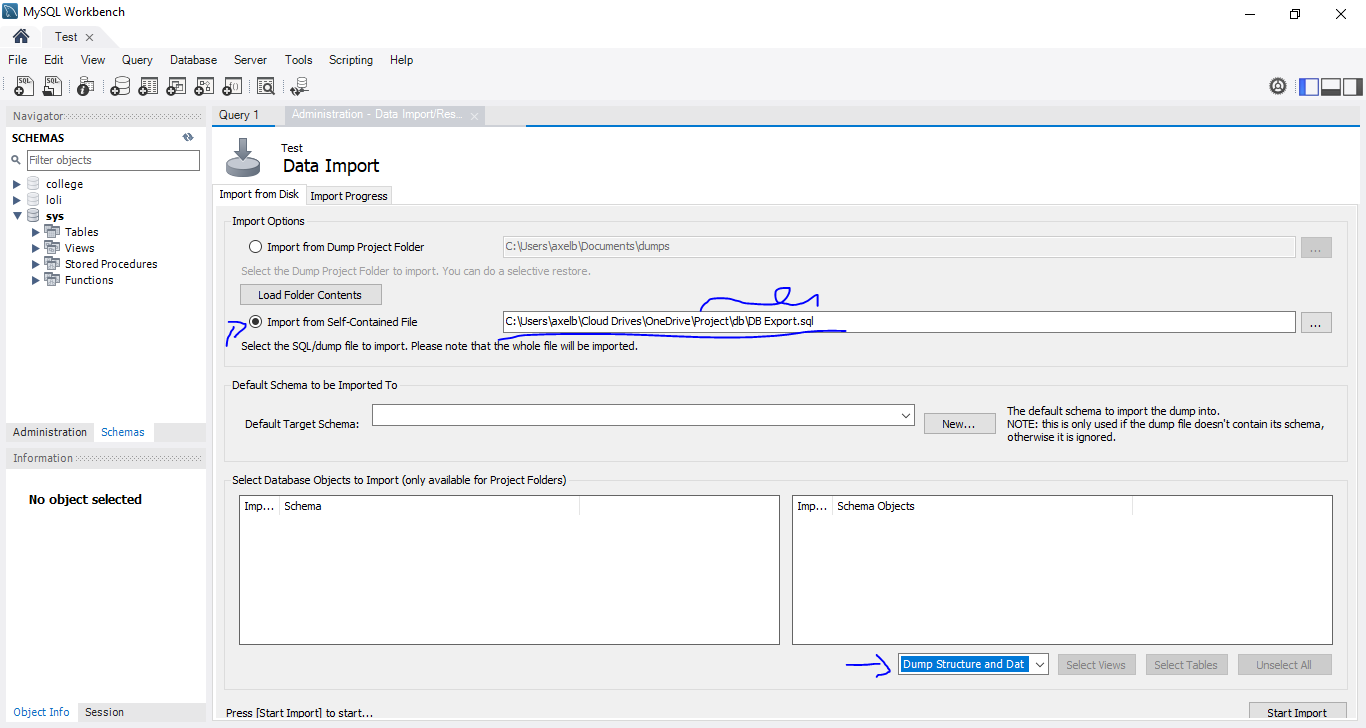 MySQL Workbench
Test
File Edit View Query Database Server Tools Scripting Help
Navigator
SCHEMAS
Filter objects
college
loli
sys
Tables
Views
Stored Procedures
Functions
Administration Schemas
Information
No object selected
Object Info Session
Query 1 Administration - Data Import/Res...
Test
Data Import
Import from Disk Import Progress
Import Options
Import from Dump Project Folder C:\Users\axelb\Documents\dumps ...
Select the Dump Project Folder to import. You can do a selective restore.
Load Folder Contents
Import from Self-Contained File C:\Users\axelb\Cloud Drives\OneDrive\Project\db\DB Export.sql ...
Select the SQL/dump file to import. Please note that the whole file will be imported.
Default Schema to be Imported To
Default Target Schema: New...
The default schema to import the dump into.
NOTE: this is only used if the dump file doesn't contain its schema,
otherwise it is ignored.
Select Database Objects to Import (only available for Project Folders)
Imp... Schema Imp... Schema Objects
Dump Structure and Dat Select Views Select Tables Unselect All
Press [Start Import] to start... Start Import